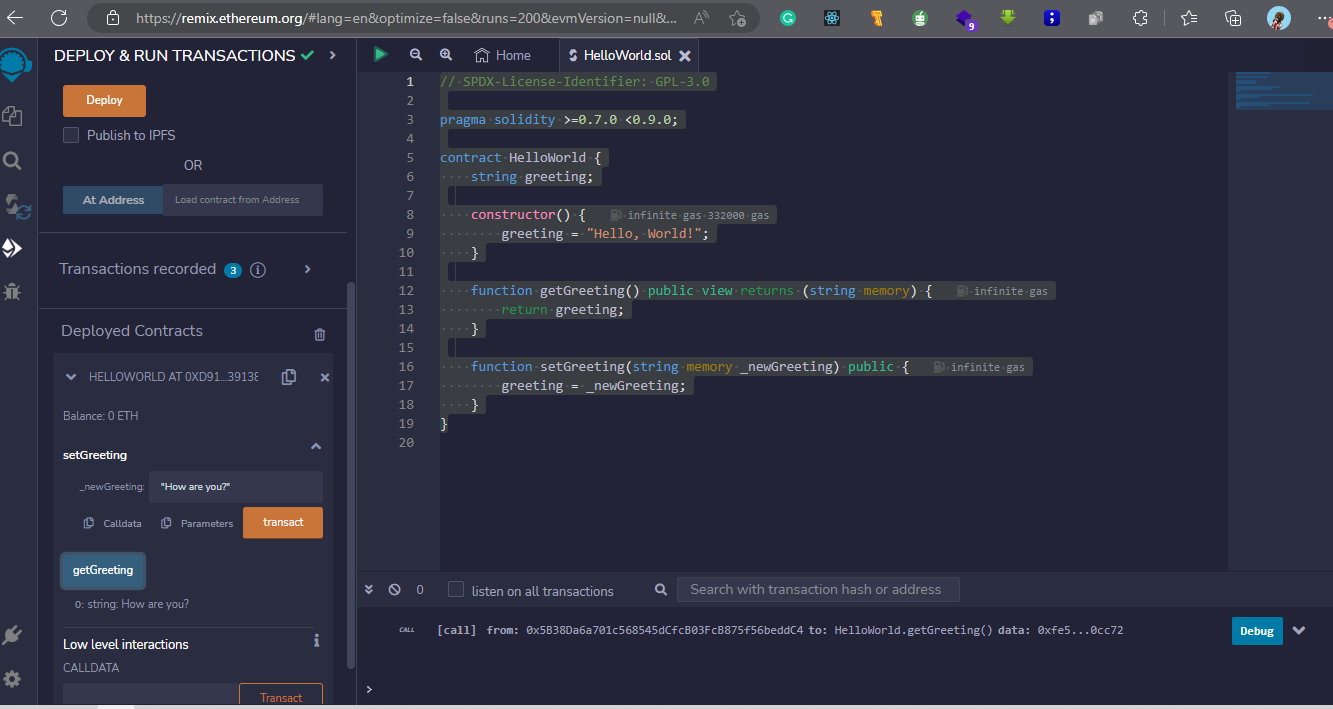 https://remix.ethereum.org/#lang=en&optimize=false&runs=200&evmVersion=null&...
9
DEPLOY & RUN TRANSACTIONS
Deploy
Publish to IPFS
OR
At Address Load contract from Address
Transactions recorded 3 i
Deployed Contracts
HELLOWORLD AT 0XD91...39138
Balance: 0 ETH
setGreeting
_newGreeting: "How are you?"
Calldata Parameters transact
getGreeting
0: string: How are you?
Low level interactions i
CALLDATA
Transact
Home HelloWorld.sol
1 // SPDX-License-Identifier: GPL-3.0
2
3 pragma solidity >=0.7.0 <0.9.0;
4
5 contract HelloWorld {
6 string greeting;
7
8 constructor() { infinite gas 332000 gas
9 greeting = "Hello, World!";
10 }
11
12 function getGreeting() public view returns (string memory) { infinite gas
13 return greeting;
14 }
15
16 function setGreeting(string memory _newGreeting) public { infinite gas
17 greeting = _newGreeting;
18 }
19 }
20
0 listen on all transactions Search with transaction hash or address
CALL [call] from: 0x5B38Da6a701c568545dCfcB03FcB875f56beddC4 to: HelloWorld.getGreeting() data: 0xfe5...0cc72 Debug
>